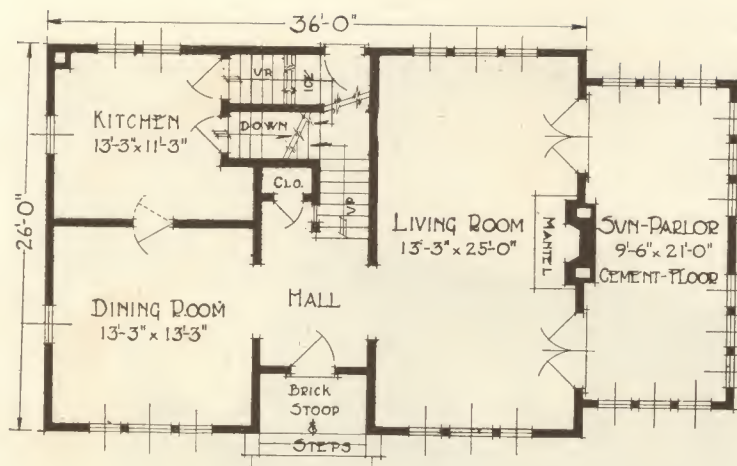 36'-0"
26'-0"
KITCHEN
13'-3" x 11'-3"
UP
ICE
DOWN
CLO.
UP
LIVING ROOM
13'-3" x 25'-0"
MANTEL
SUN-PARLOR
9'-6" x 21'-0"
CEMENT-FLOOR
DINING ROOM
13'-3" x 13'-3"
HALL
BRICK
STOOP
STEPS